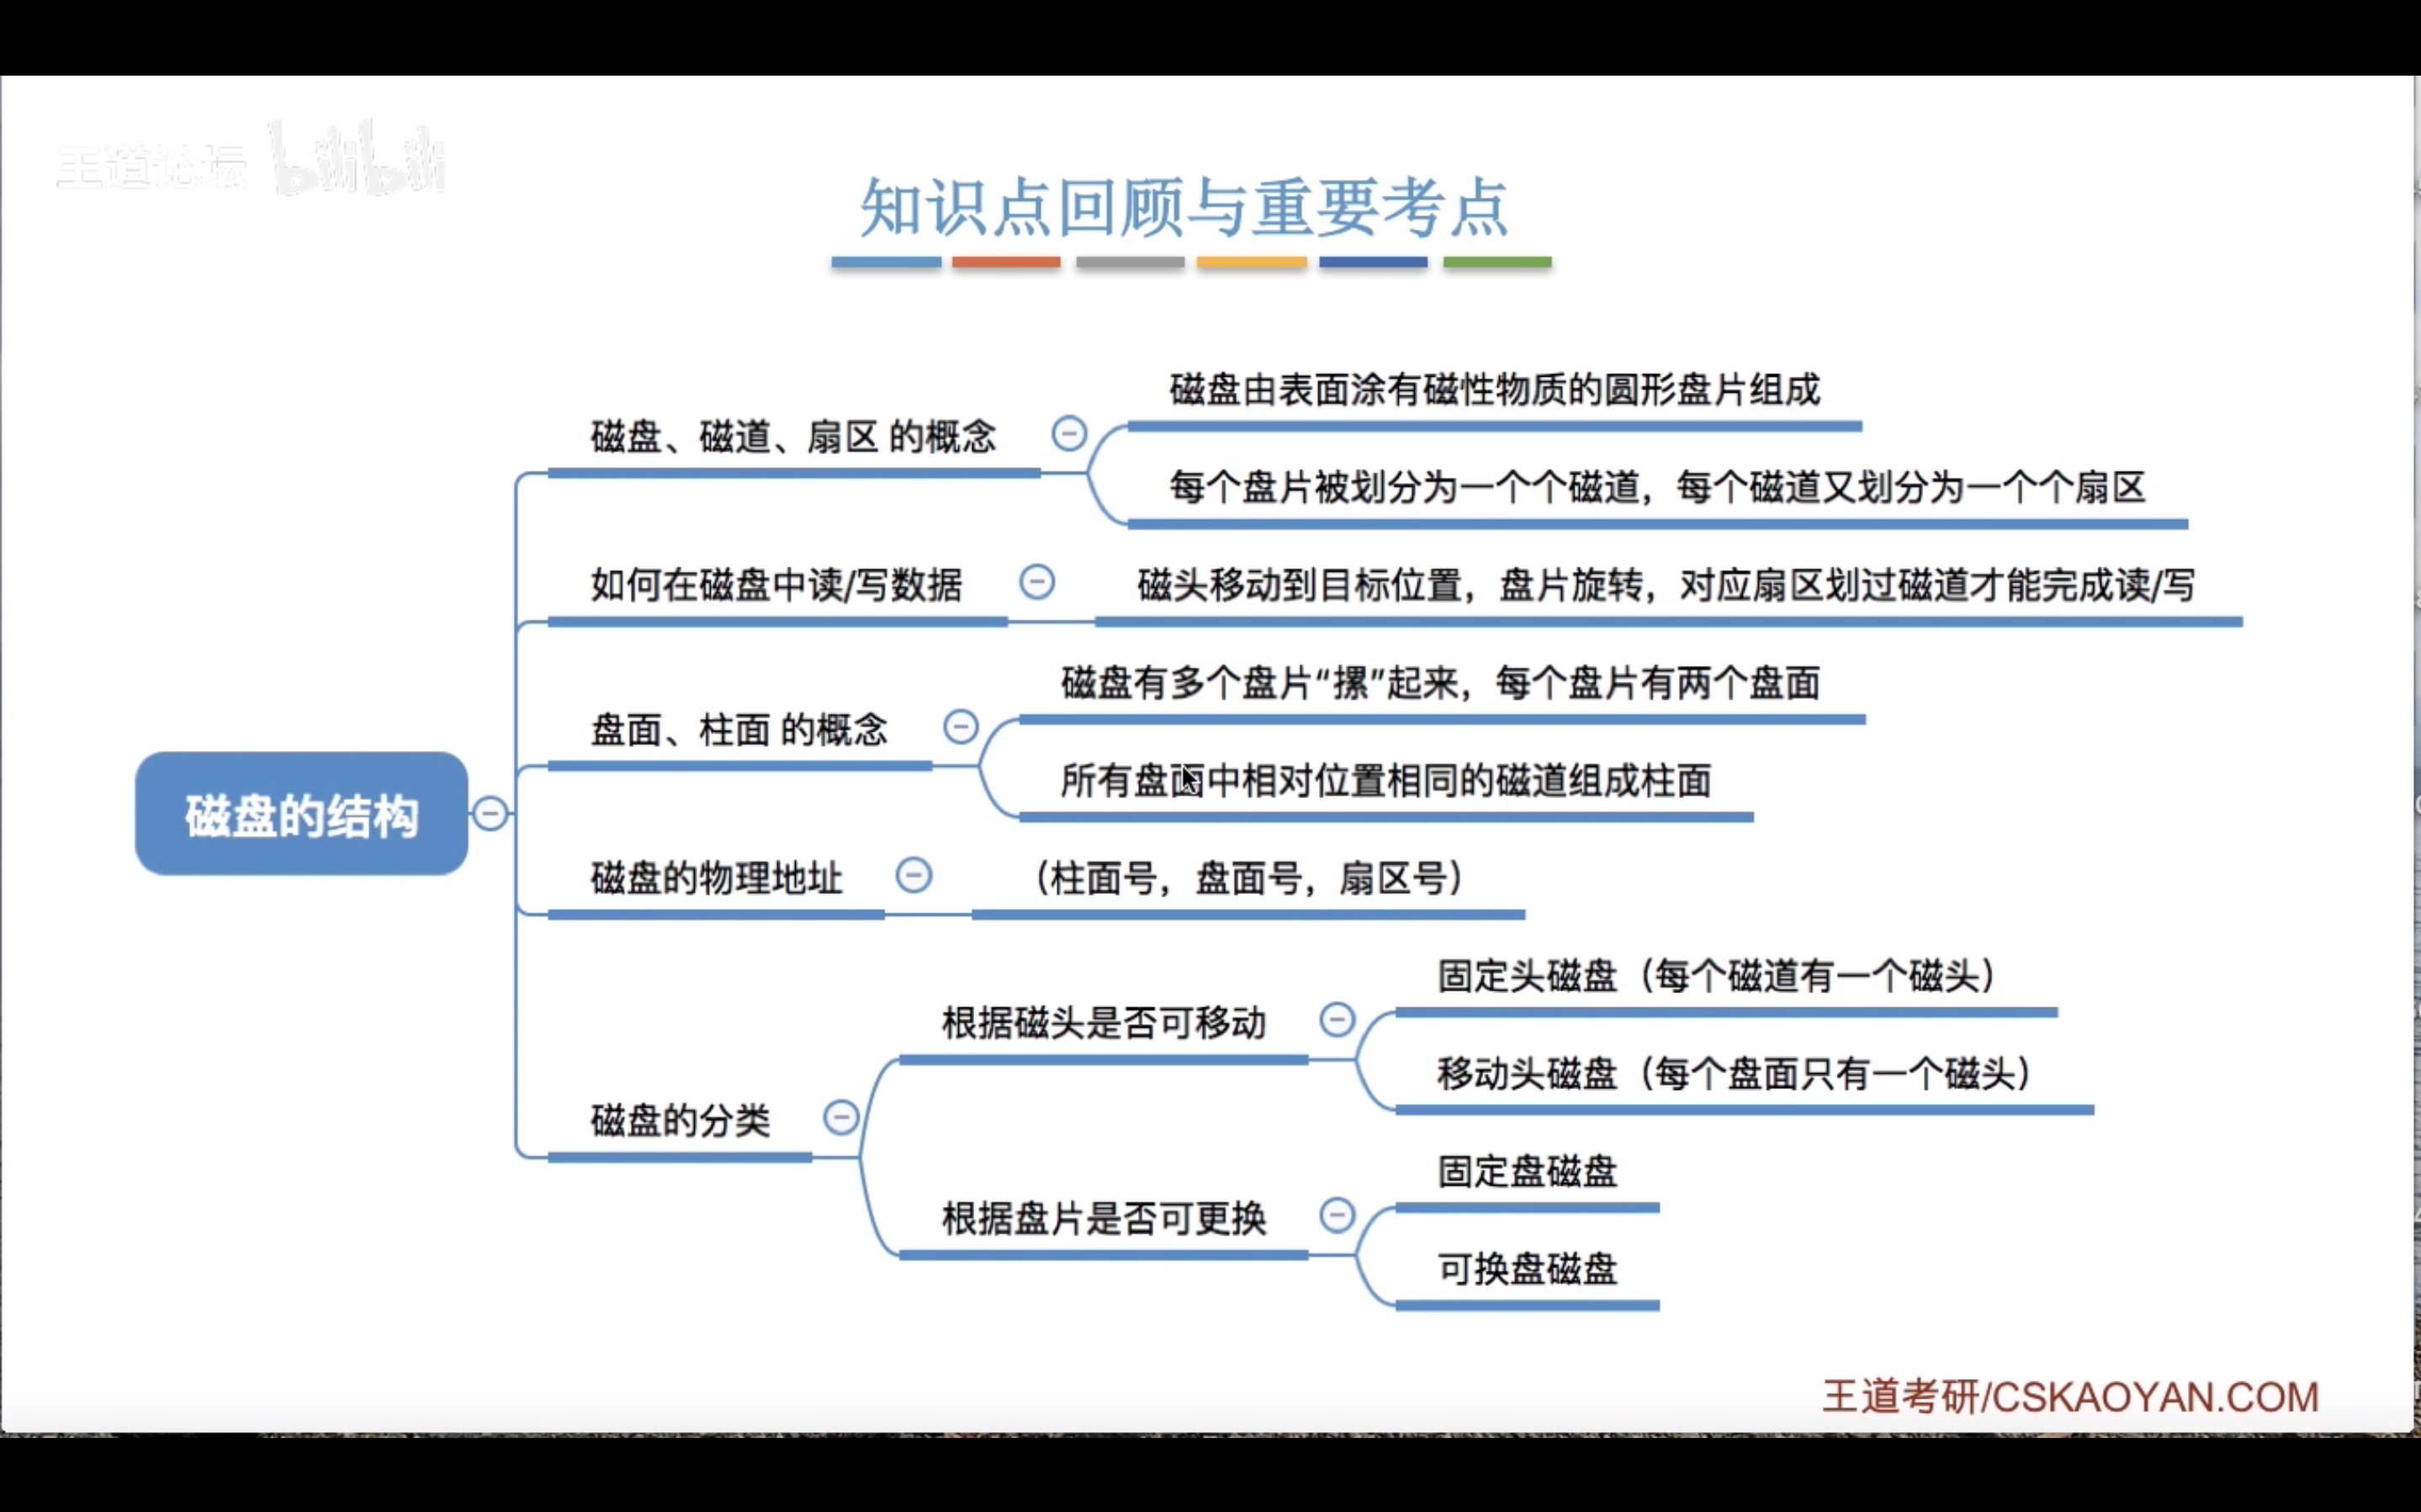 王道论坛 bilibili
知识点回顾与重要考点
磁盘的结构
磁盘、磁道、扇区 的概念
磁盘由表面涂有磁性物质的圆形盘片组成
每个盘片被划分为一个个磁道，每个磁道又划分为一个个扇区
如何在磁盘中读/写数据
磁头移动到目标位置，盘片旋转，对应扇区划过磁道才能完成读/写
盘面、柱面 的概念
磁盘有多个盘片“摞”起来，每个盘片有两个盘面
所有盘面中相对位置相同的磁道组成柱面
磁盘的物理地址
（柱面号，盘面号，扇区号）
磁盘的分类
根据磁头是否可移动
固定头磁盘（每个磁道有一个磁头）
移动头磁盘（每个盘面只有一个磁头）
根据盘片是否可更换
固定盘磁盘
可换盘磁盘
王道考研/CSKAOYAN.COM